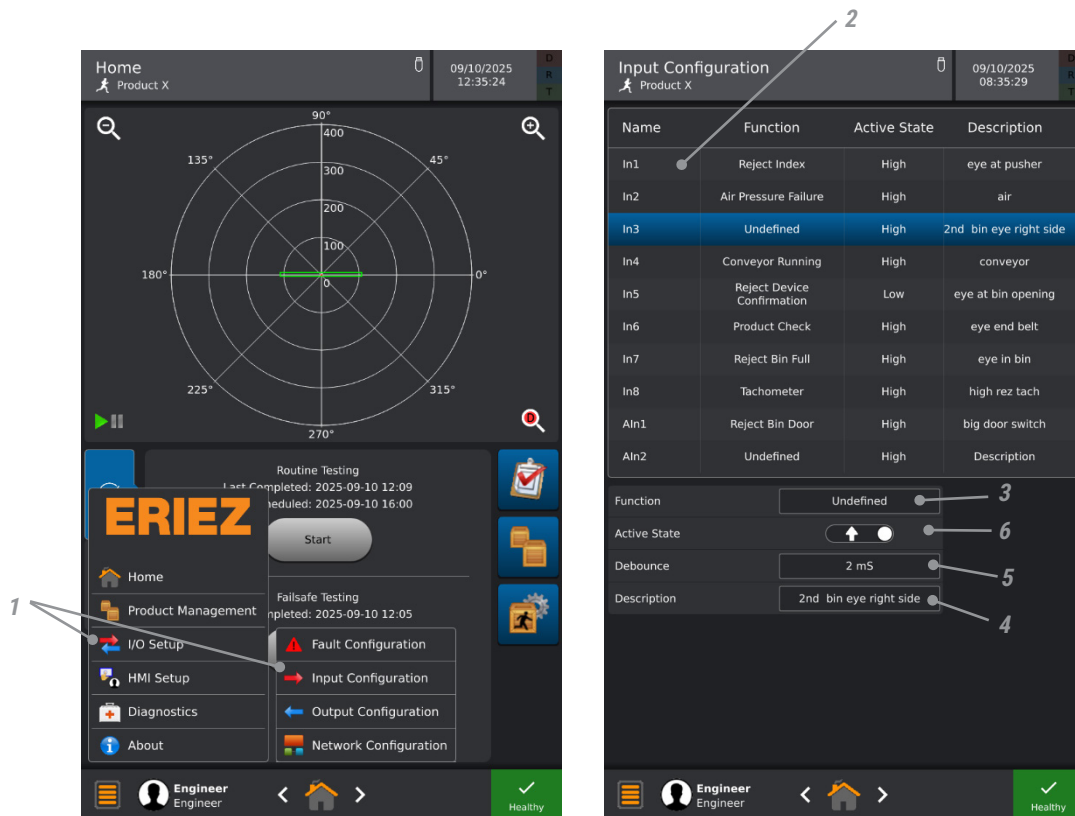 2
Home
Product X
09/10/2025
12:35:24
D
R
T
90°
400
300
200
100
0
135°
45°
180°
0°
225°
315°
270°
Routine Testing
Last Completed: 2025-09-10 12:09
heduled: 2025-09-10 16:00
Start
Failsafe Testing
mpleted: 2025-09-10 12:05
ERIEZ
Home
Product Management
1
I/O Setup
HMI Setup
Diagnostics
About
Fault Configuration
Input Configuration
Output Configuration
Network Configuration
Engineer
Engineer
Healthy
Input Configuration
Product X
09/10/2025
08:35:29
D
R
T
Name Function Active State Description
In1 Reject Index High eye at pusher
In2 Air Pressure Failure High air
In3 Undefined High 2nd bin eye right side
In4 Conveyor Running High conveyor
In5 Reject Device Confirmation Low eye at bin opening
In6 Product Check High eye end belt
In7 Reject Bin Full High eye in bin
In8 Tachometer High high rez tach
AIn1 Reject Bin Door High big door switch
AIn2 Undefined High Description
Function Undefined 3
Active State 6
Debounce 2 mS 5
Description 2nd bin eye right side 4
Engineer
Engineer
Healthy